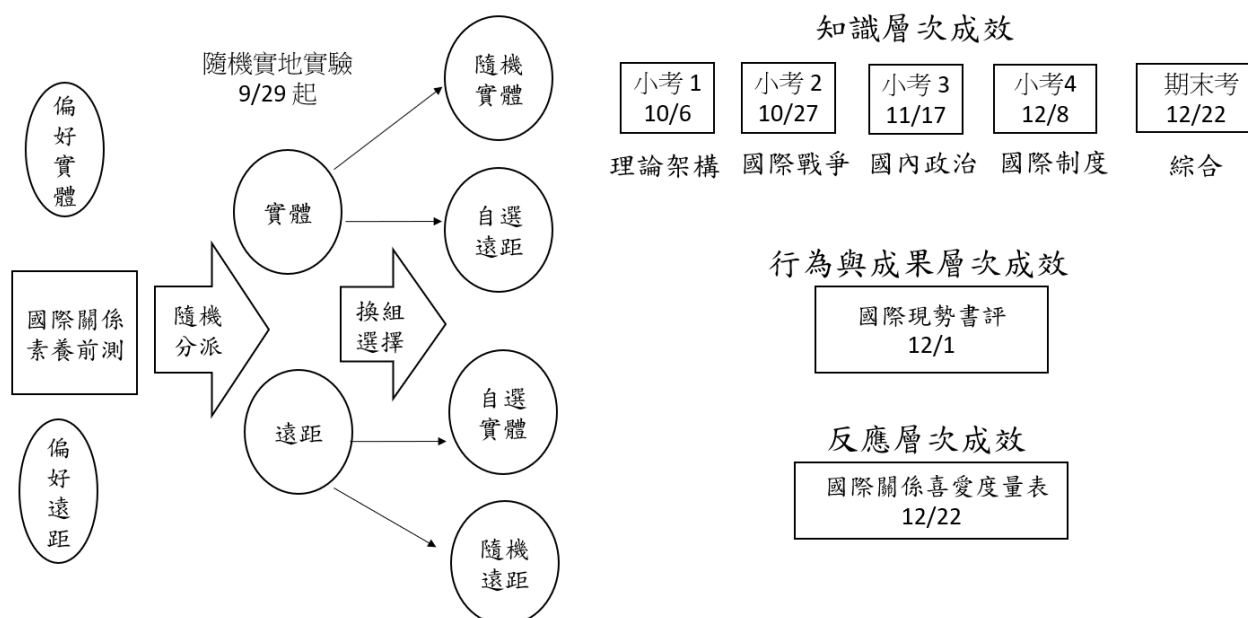 隨機實地實驗
9/29 起
偏好實體
國際關係
素養前測
偏好遠距
隨機
分派
實體
遠距
換組
選擇
隨機
實體
自選
遠距
自選
實體
隨機
遠距
知識層次成效
小考 1
10/6
小考 2
10/27
小考 3
11/17
小考4
12/8
期末考
12/22
理論架構
國際戰爭
國內政治
國際制度
綜合
行為與成果層次成效
國際現勢書評
12/1
反應層次成效
國際關係喜愛度量表
12/22